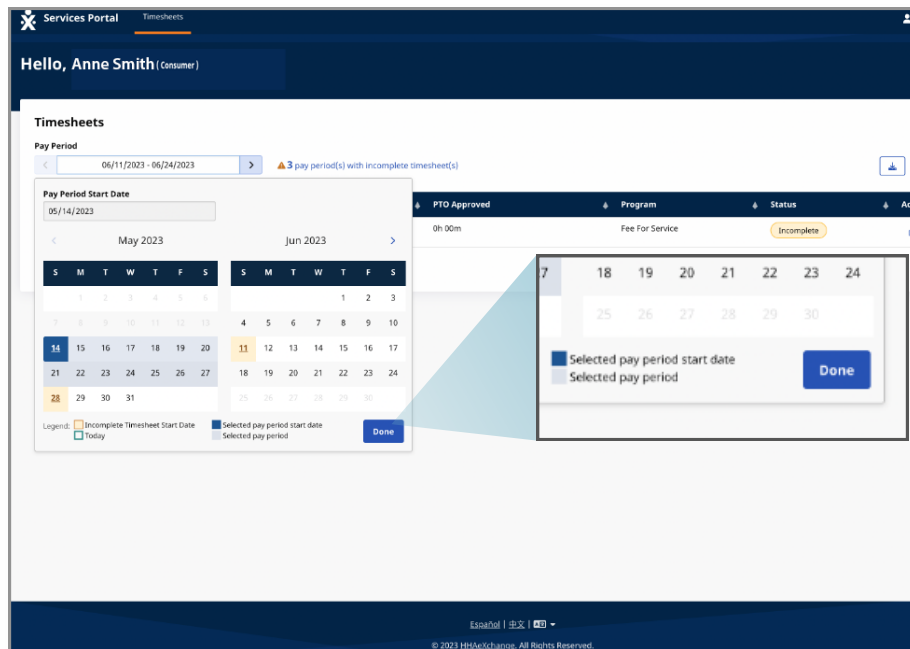 Services Portal Timesheets
Hello, Anne Smith (Consumer)
Timesheets
Pay Period
06/11/2023 - 06/24/2023
3 pay period(s) with incomplete timesheet(s)
Pay Period Start Date
05/14/2023
PTO Approved Program Status
0h 00m Fee For Service Incomplete
May 2023
S M T W T F S
1 2 3 4 5 6
7 8 9 10 11 12 13
14 15 16 17 18 19 20
21 22 23 24 25 26 27
28 29 30 31
Jun 2023
S M T W T F S
1 2 3
4 5 6 7 8 9 10
11 12 13 14 15 16 17
18 19 20 21 22 23 24
25 26 27 28 29 30
Legend: Incomplete Timesheet Start Date
Today
Selected pay period start date
Selected pay period
Done
18 19 20 21 22 23 24
25 26 27 28 29 30
Selected pay period start date
Selected pay period
Done
Español | 中文 |
© 2023 HHAeXchange. All Rights Reserved.